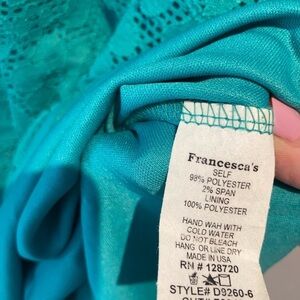 Francesca's
SELF
98% POLYESTER
2% SPAN
LINING
100% POLYESTER
HAND WAH WITH
COLD WATER
DO NOT BLEACH
HANG OR LINE DRY
MADE IN USA
RN # 128720
STYLE# D9260-6